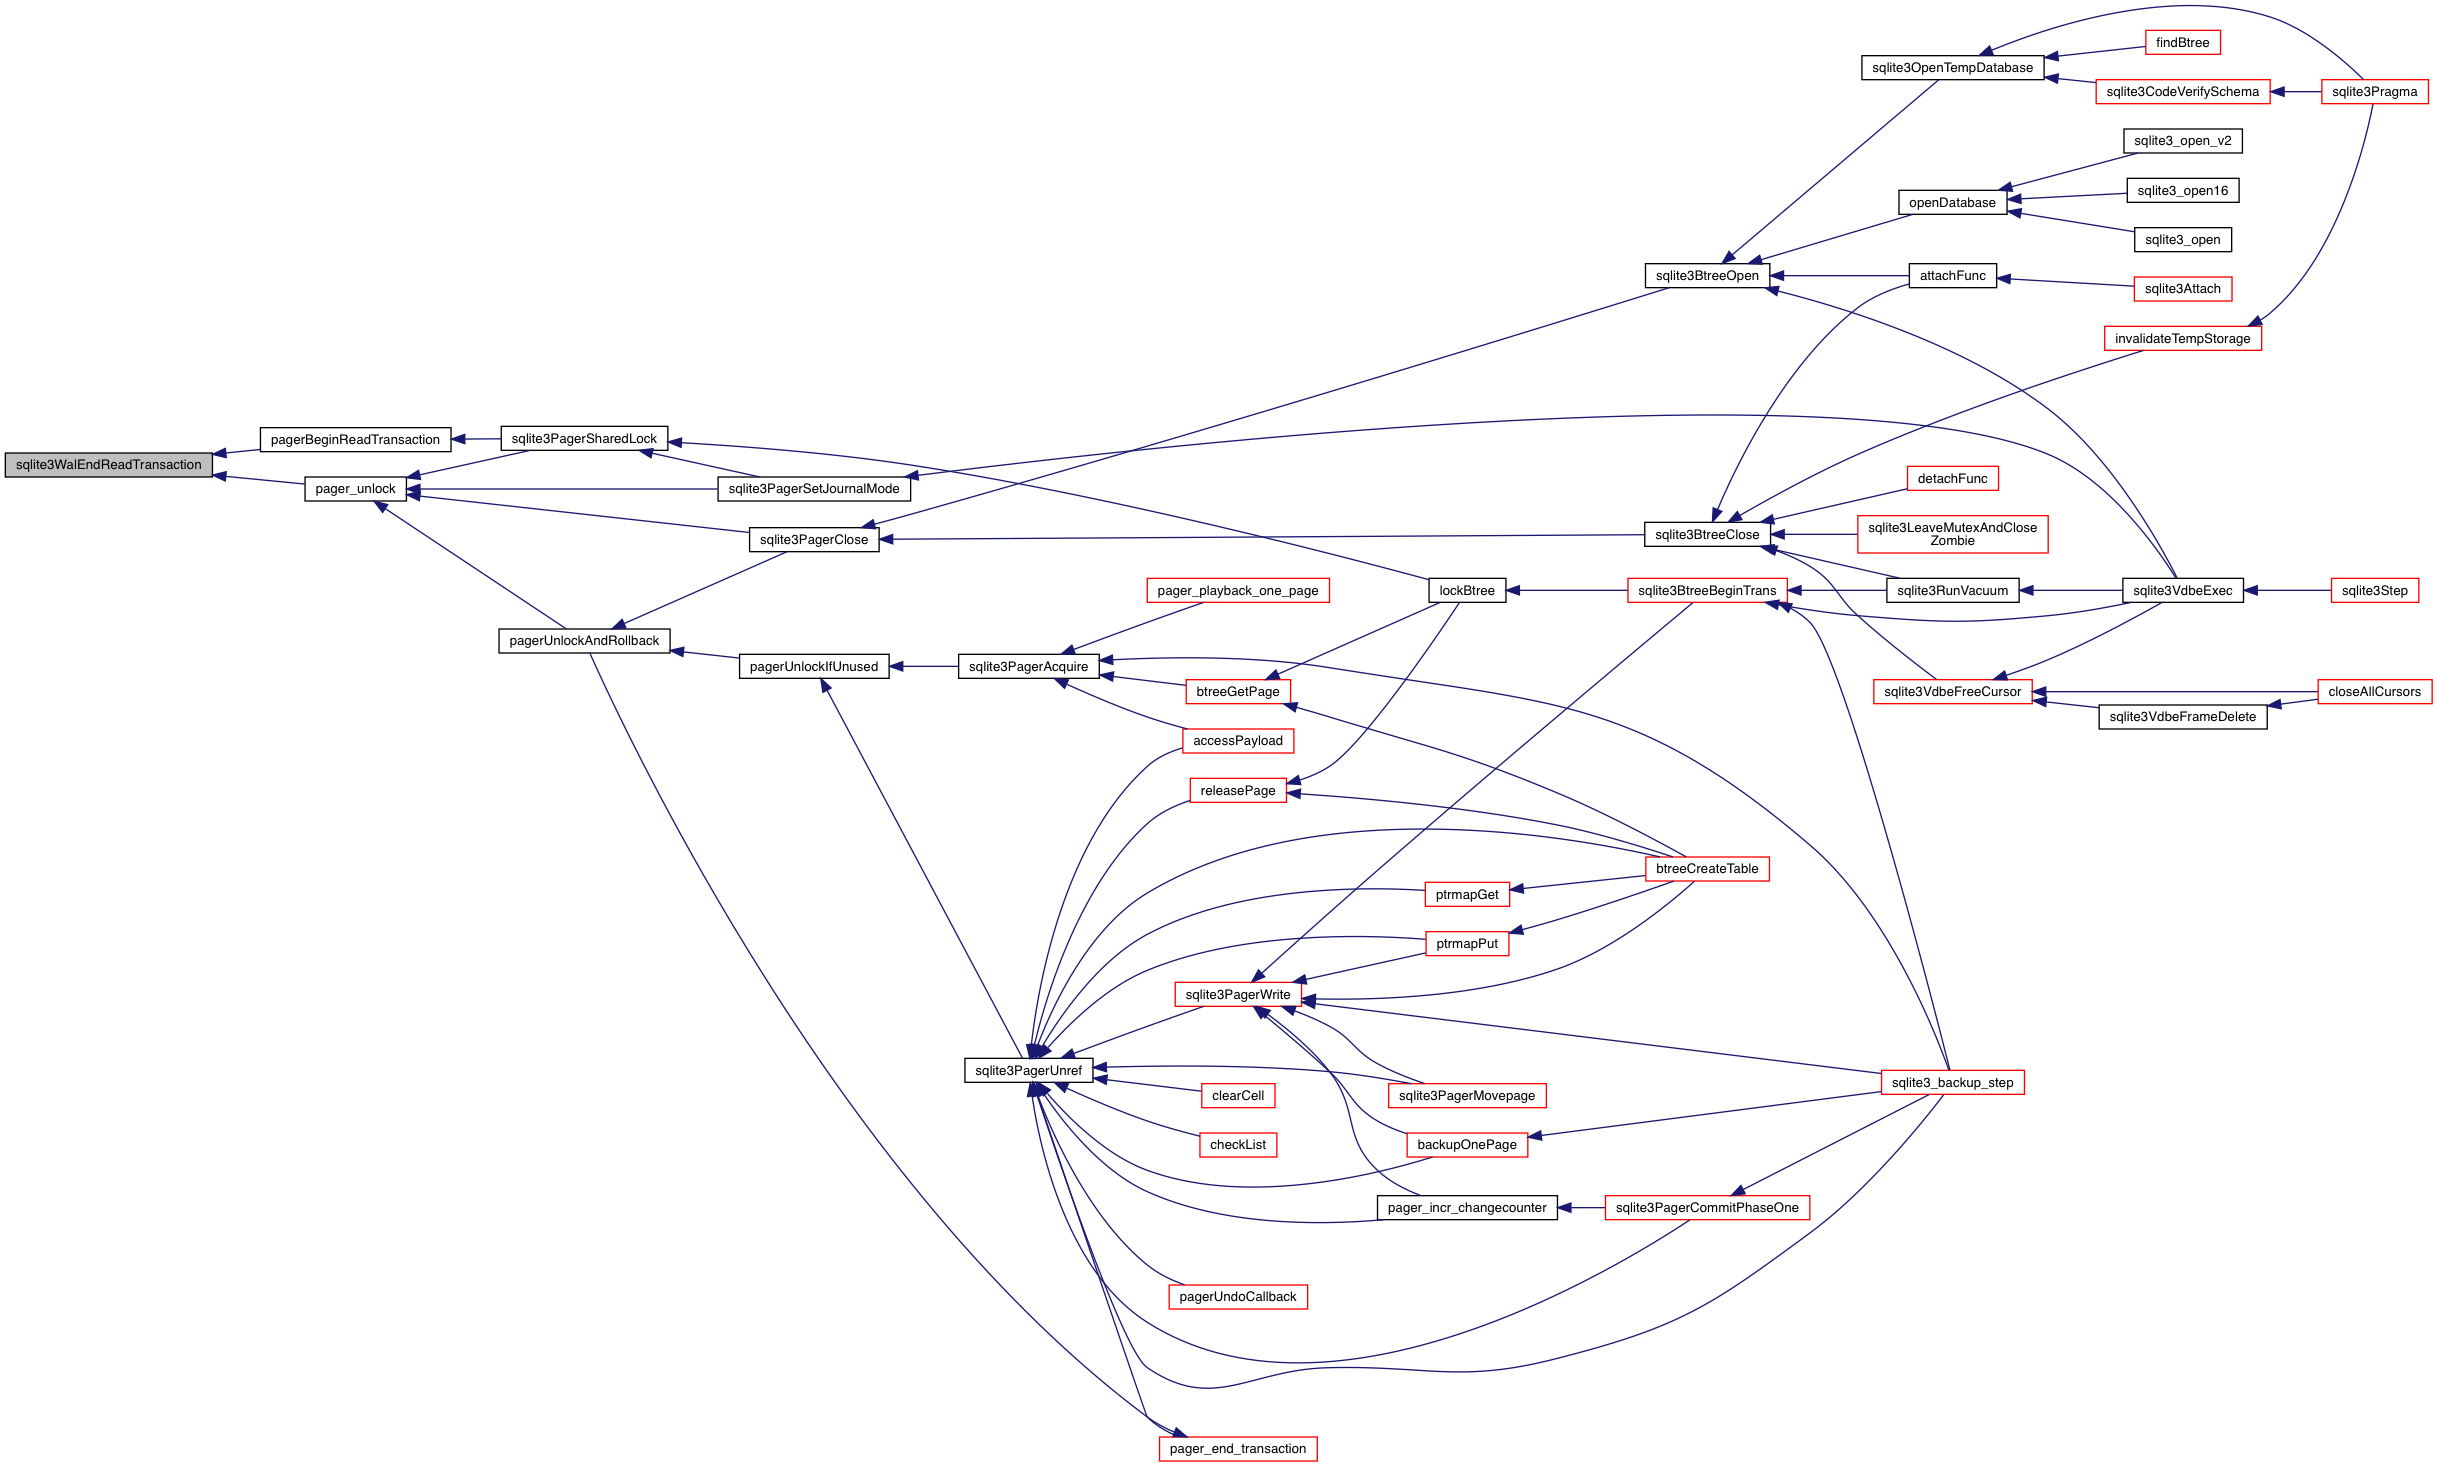 findBtree
sqlite3OpenTempDatabase
sqlite3CodeVerifySchema
sqlite3Pragma
sqlite3_open_v2
sqlite3_open16
openDatabase
sqlite3_open
sqlite3BtreeOpen
attachFunc
sqlite3Attach
invalidateTempStorage
pagerBeginReadTransaction
sqlite3PagerSharedLock
sqlite3WalEndReadTransaction
detachFunc
pager_unlock
sqlite3PagerSetJournalMode
sqlite3LeaveMutexAndClose
Zombie
sqlite3PagerClose
sqlite3BtreeClose
pager_playback_one_page
lockBtree
sqlite3BtreeBeginTrans
sqlite3RunVacuum
sqlite3VdbeExec
sqlite3Step
pagerUnlockAndRollback
pagerUnlockIfUnused
sqlite3PagerAcquire
btreeGetPage
sqlite3VdbeFreeCursor
closeAllCursors
sqlite3VdbeFrameDelete
accessPayload
releasePage
btreeCreateTable
ptrmapGet
ptrmapPut
sqlite3PagerWrite
sqlite3PagerUnref
sqlite3_backup_step
clearCell
sqlite3PagerMovepage
checkList
backupOnePage
pager_incr_changecounter
sqlite3PagerCommitPhaseOne
pagerUndoCallback
pager_end_transaction